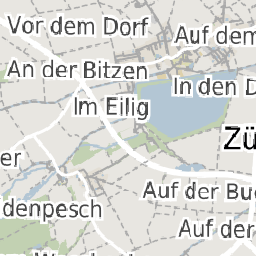 Vor dem Dorf
Auf dem
An der Bitzen
In den D
Im Eilig
Zü
er
Auf der Bu
denpesch
Auf der